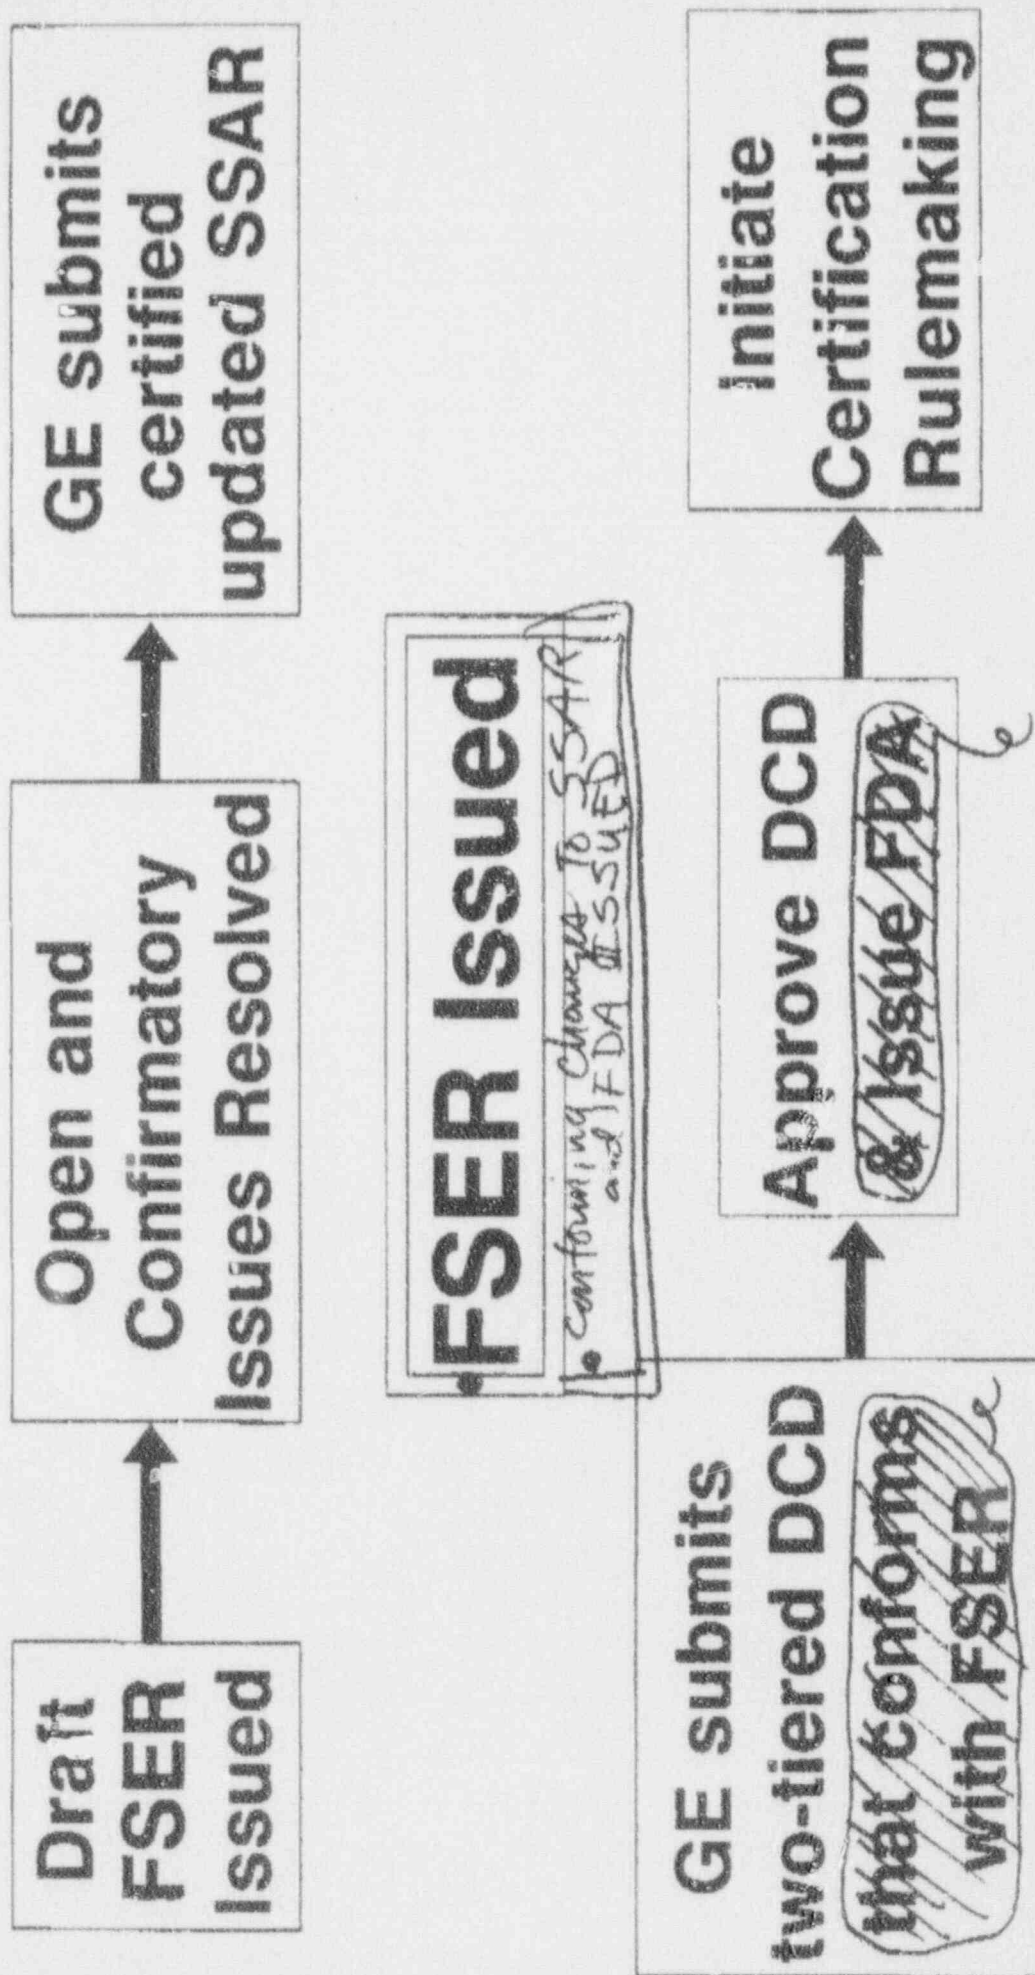 Draft
FSER
Issued
Open and
Confirmatory
Issues Resolved
GE submits
certified
updated SSAR
•FSER Issued
• Conforming Changes To SSAR
and FDA ISSUED
GE submits
two-tiered DCD
that conforms
with FSER
Approve DCD
& Issue FDA
Initiate
Certification
Rulemaking